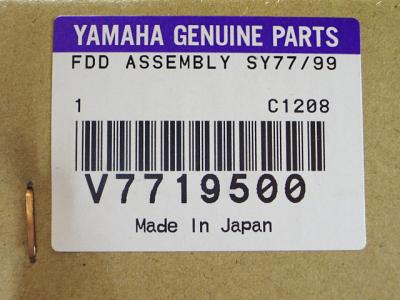 YAMAHA GENUINE PARTS
FDD ASSEMBLY SY77/99
1 C1208
V7719500
Made In Japan